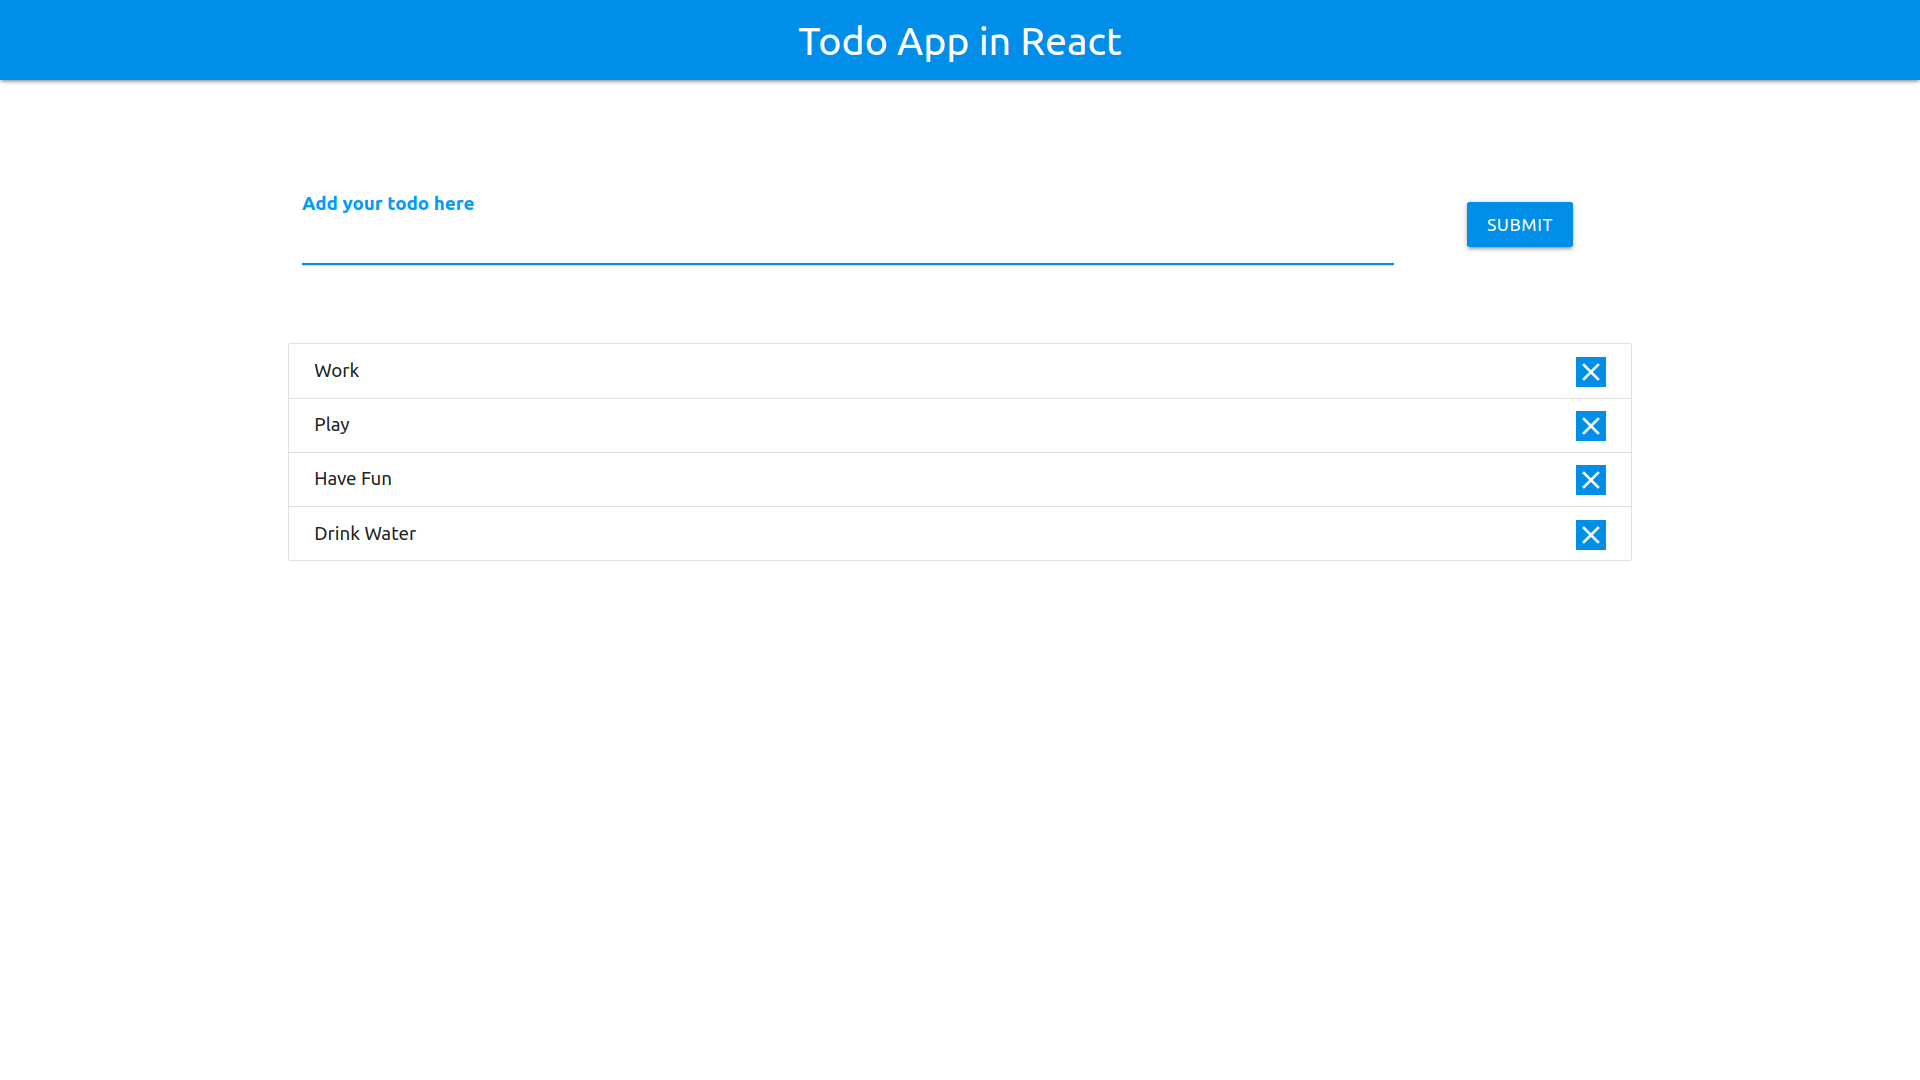 Todo App in React
Add your todo here
SUBMIT
Work
Play
Have Fun
Drink Water